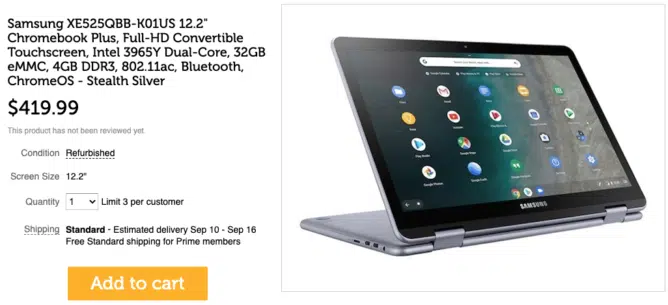 Samsung XE525QBB-K01US 12.2"
Chromebook Plus, Full-HD Convertible
Touchscreen, Intel 3965Y Dual-Core, 32GB
eMMC, 4GB DDR3, 802.11ac, Bluetooth,
ChromeOS - Stealth Silver
$419.99
This product has not been reviewed yet
Condition Refurbished
Screen Size 12.2"
Quantity 1 Limit 3 per customer
Shipping Standard - Estimated delivery Sep 10 - Sep 16
Free Standard shipping for Prime members
Add to cart
SAMSUNG